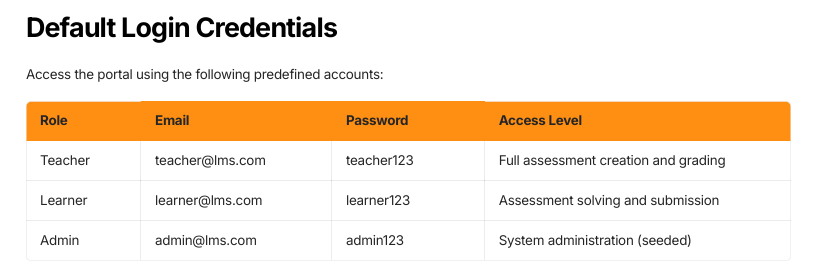 Default Login Credentials
Access the portal using the following predefined accounts:
Role Email Password Access Level
Teacher teacher@lms.com teacher123 Full assessment creation and grading
Learner learner@lms.com learner123 Assessment solving and submission
Admin admin@lms.com admin123 System administration (seeded)